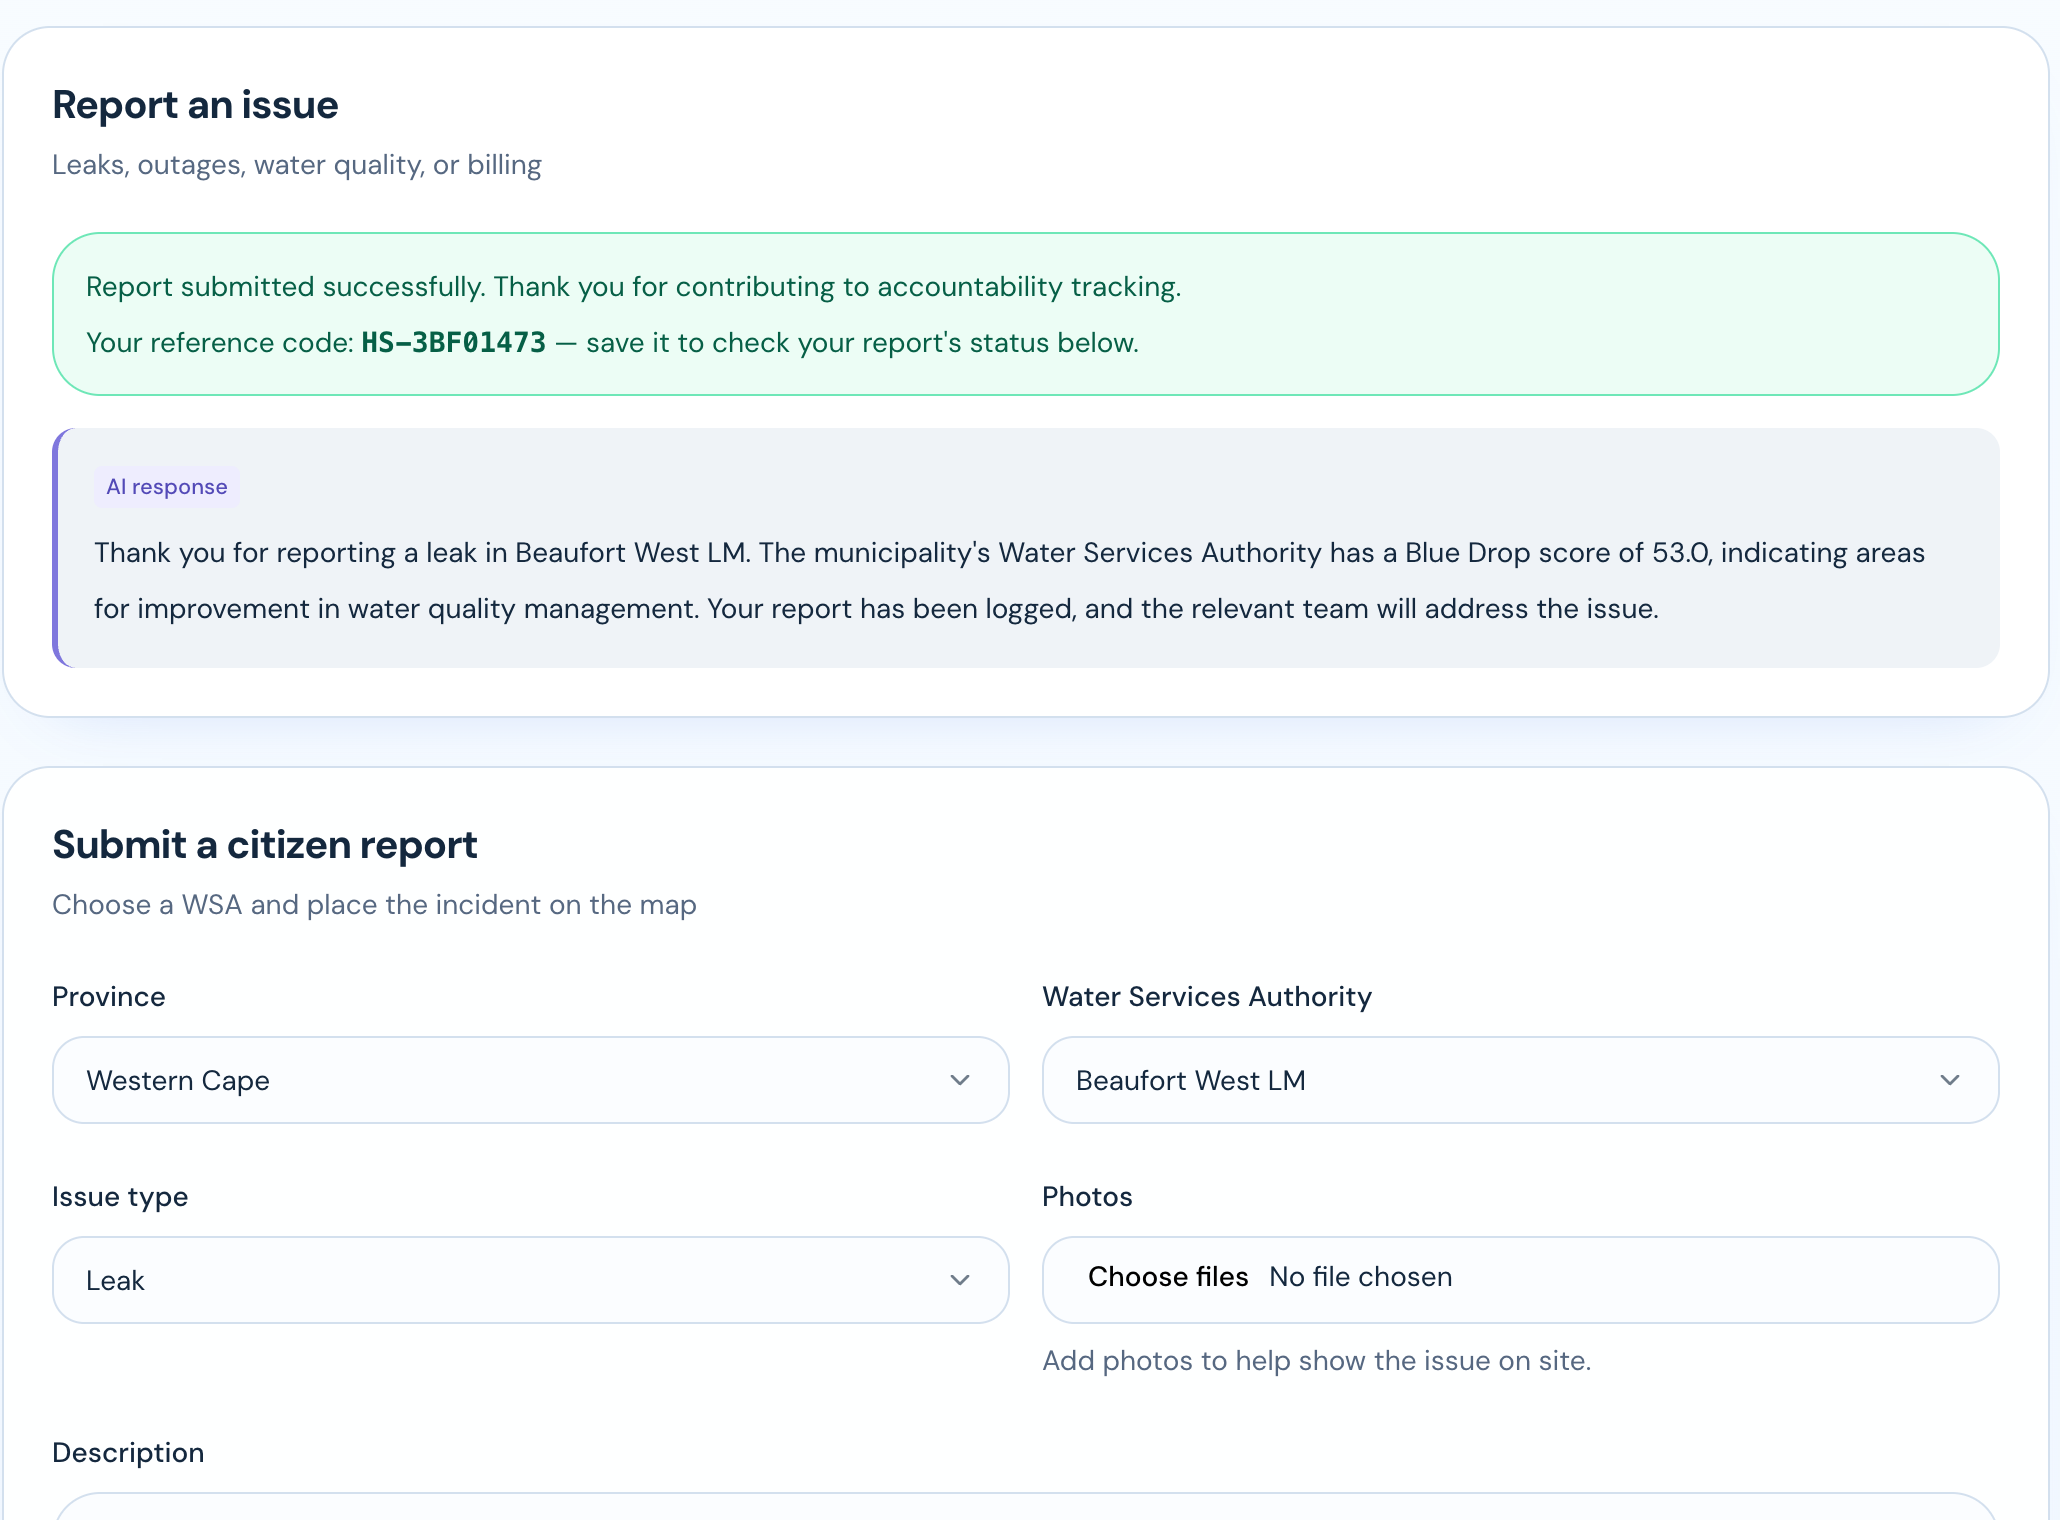 Report an issue
Leaks, outages, water quality, or billing
Report submitted successfully. Thank you for contributing to accountability tracking.
Your reference code: HS-3BF01473 — save it to check your report's status below.
AI response
Thank you for reporting a leak in Beaufort West LM. The municipality's Water Services Authority has a Blue Drop score of 53.0, indicating areas
for improvement in water quality management. Your report has been logged, and the relevant team will address the issue.
Submit a citizen report
Choose a WSA and place the incident on the map
Province
Water Services Authority
Western Cape
Beaufort West LM
Issue type
Photos
Leak
Choose files No file chosen
Add photos to help show the issue on site.
Description